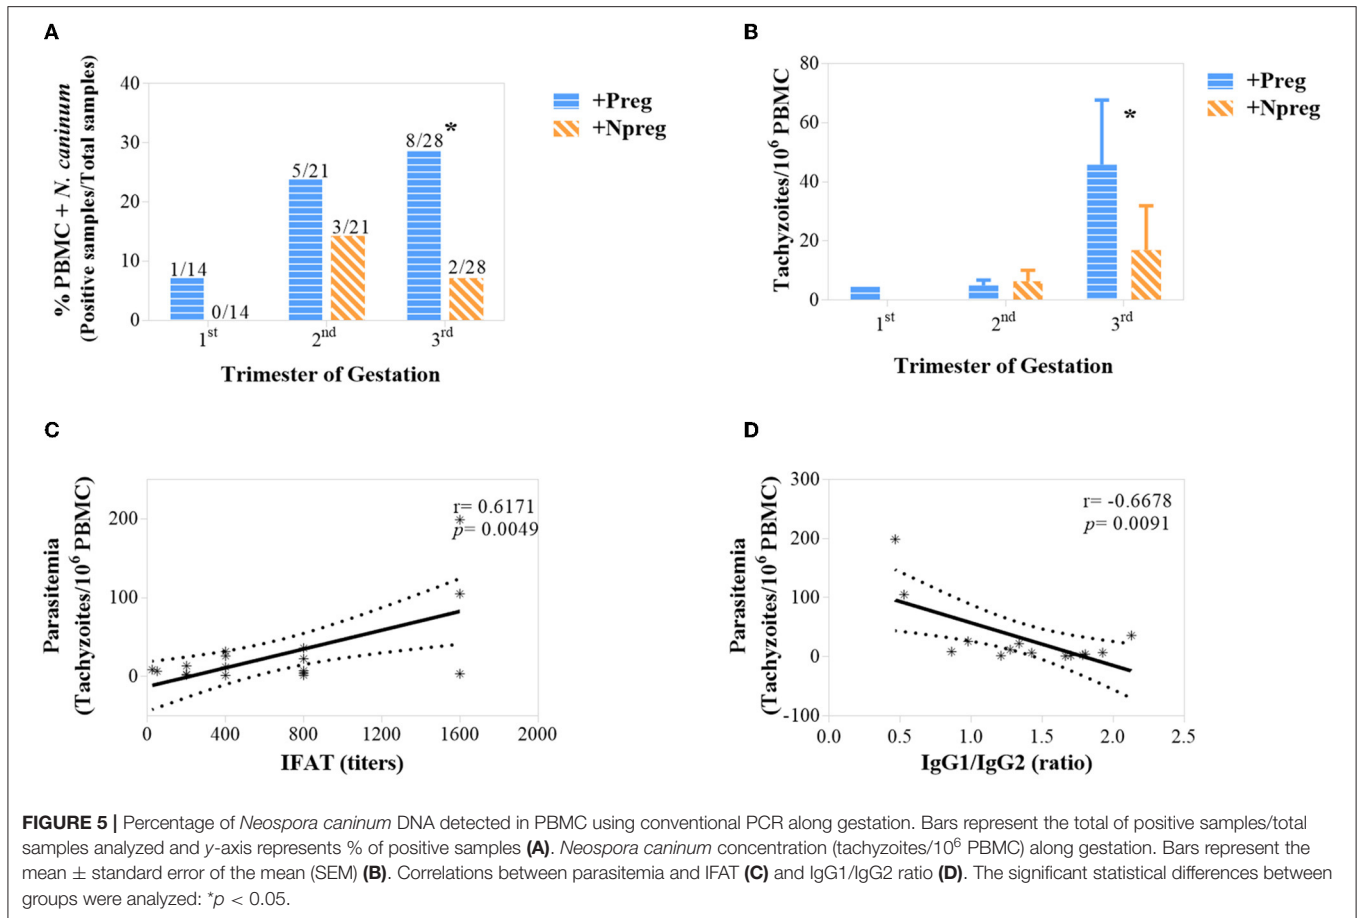 A
% PBMC + N. caninum
(Positive samples/Total samples)
40
30
20
10
0
1/14
0/14
5/21
3/21
8/28
*
2/28
1st
2nd
3rd
Trimester of Gestation
+Preg
+Npreg
B
Tachyzoites/10^6 PBMC
80
60
40
20
0
*
1st
2nd
3rd
Trimester of Gestation
+Preg
+Npreg
C
Parasitemia
(Tachyzoites/10^6 PBMC)
200
100
0
r= 0.6171
p= 0.0049
0
400
800
1200
1600
2000
IFAT (titers)
D
Parasitemia
(Tachyzoites/10^6 PBMC)
300
200
100
0
-100
r= -0.6678
p= 0.0091
0.0
0.5
1.0
1.5
2.0
2.5
IgG1/IgG2 (ratio)
FIGURE 5 | Percentage of Neospora caninum DNA detected in PBMC using conventional PCR along gestation. Bars represent the total of positive samples/total
samples analyzed and y-axis represents % of positive samples (A). Neospora caninum concentration (tachyzoites/10^6 PBMC) along gestation. Bars represent the
mean ± standard error of the mean (SEM) (B). Correlations between parasitemia and IFAT (C) and IgG1/IgG2 ratio (D). The significant statistical differences between
groups were analyzed: *p < 0.05.